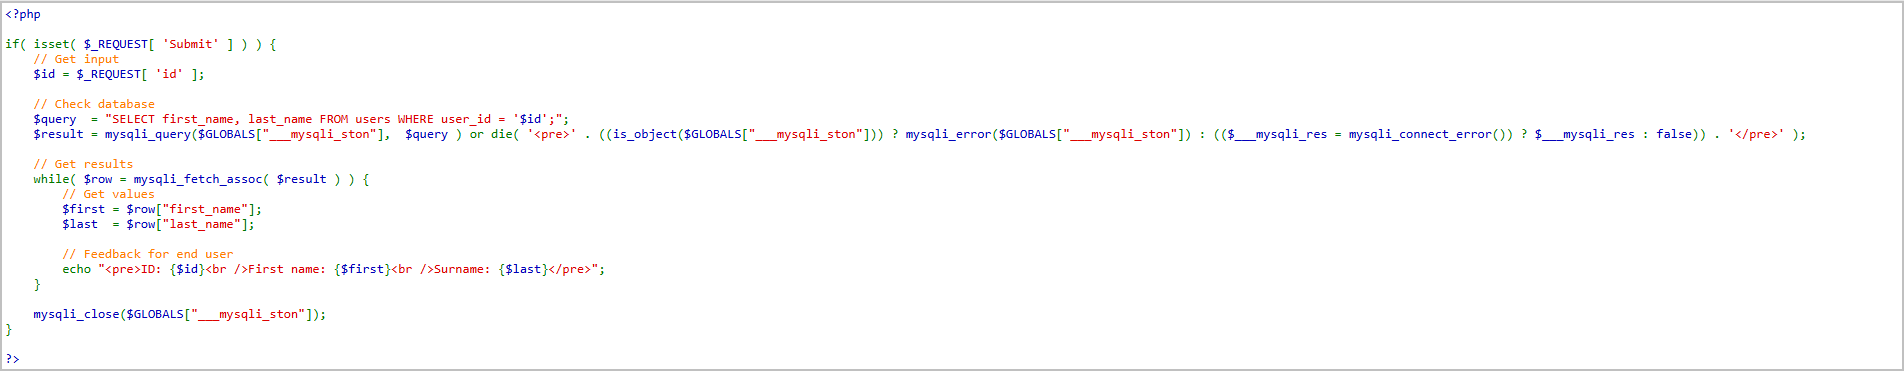 <?php
if( isset( $_REQUEST[ 'Submit' ] ) ) {
    // Get input
    $id = $_REQUEST[ 'id' ];
    // Check database
    $query  = "SELECT first_name, last_name FROM users WHERE user_id = '$id';";
    $result = mysqli_query($GLOBALS["___mysqli_ston"],  $query ) or die( '<pre>' . ((is_object($GLOBALS["___mysqli_ston"])) ? mysqli_error($GLOBALS["___mysqli_ston"]) : (($___mysqli_res = mysqli_connect_error()) ? $___mysqli_res : false)) . '</pre>' );
    // Get results
    while( $row = mysqli_fetch_assoc( $result ) ) {
        // Get values
        $first = $row["first_name"];
        $last  = $row["last_name"];
        // Feedback for end user
        echo "<pre>ID: {$id}<br />First name: {$first}<br />Surname: {$last}</pre>";
    }
    mysqli_close($GLOBALS["___mysqli_ston"]);
}
?>